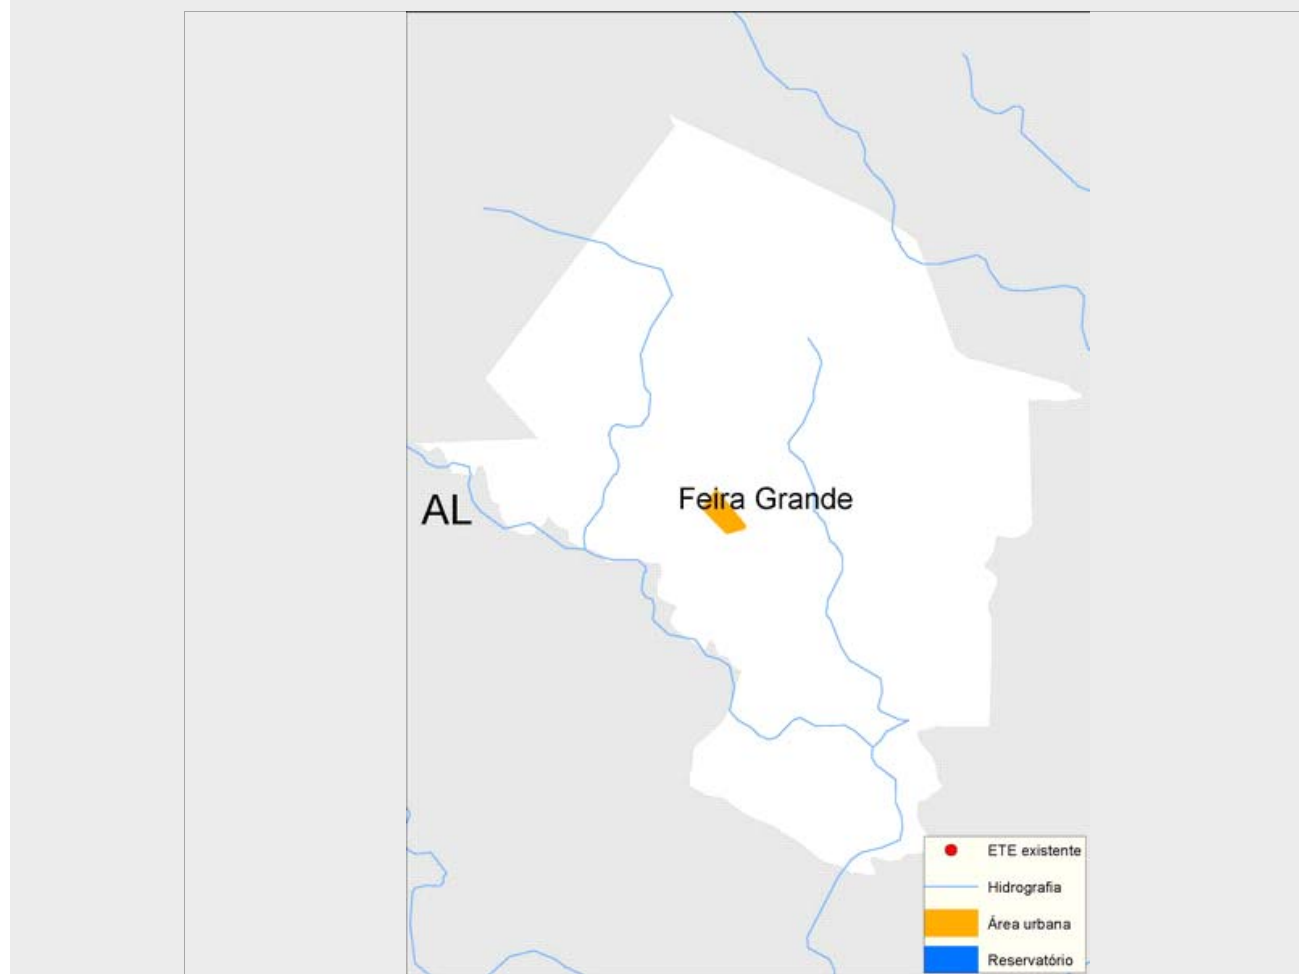 Feira Grande
AL
ETE existente
Hidrografia
Área urbana
Reservatório